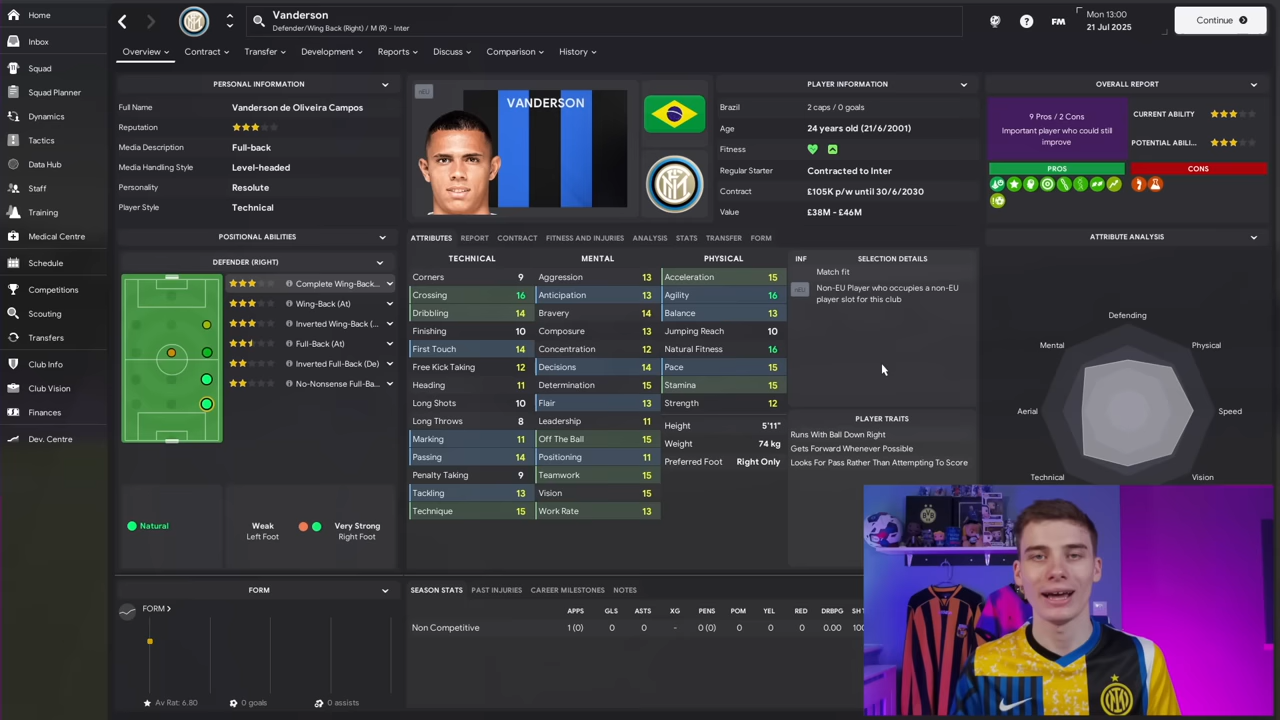 Home
Inbox
Squad
Squad Planner
Dynamics
Tactics
Data Hub
Staff
Training
Medical Centre
Schedule
Competitions
Scouting
Transfers
Club Info
Club Vision
Finances
Dev. Centre
Vanderson
Defender/Wing Back (Right) / M (R) - Inter
FM
Mon 13:00
21 Jul 2025
Continue
Overview Contract Transfer Development Reports Discuss Comparison History
PERSONAL INFORMATION
Full Name Vanderson de Oliveira Campos
Reputation
Media Description Full-back
Media Handling Style Level-headed
Personality Resolute
Player Style Technical
POSITIONAL ABILITIES
DEFENDER (RIGHT)
Complete Wing-Back...
Wing-Back (At)
Inverted Wing-Back (...
Full-Back (At)
Inverted Full-Back (De)
No-Nonsense Full-Ba...
Natural
Weak
Left Foot
Very Strong
Right Foot
FORM
FORM
Av Rat: 6.80 0 goals 0 assists
NEU
VANDERSON
PLAYER INFORMATION
Brazil 2 caps / 0 goals
Age 24 years old (21/6/2001)
Fitness
Regular Starter Contracted to Inter
Contract £105K p/w until 30/6/2030
Value £38M - £46M
ATTRIBUTES REPORT CONTRACT FITNESS AND INJURIES ANALYSIS STATS TRANSFER FORM
TECHNICAL
Corners 9
Crossing 16
Dribbling 14
Finishing 10
First Touch 14
Free Kick Taking 12
Heading 11
Long Shots 10
Long Throws 8
Marking 11
Passing 14
Penalty Taking 9
Tackling 13
Technique 15
MENTAL
Aggression 13
Anticipation 13
Bravery 14
Composure 13
Concentration 12
Decisions 14
Determination 15
Flair 13
Leadership 11
Off The Ball 15
Positioning 11
Teamwork 15
Vision 15
Work Rate 13
PHYSICAL
Acceleration 15
Agility 16
Balance 13
Jumping Reach 10
Natural Fitness 16
Pace 15
Stamina 15
Strength 12
Height 5'11"
Weight 74 kg
Preferred Foot Right Only
INF SELECTION DETAILS
Match fit
NEU
Non-EU Player who occupies a non-EU
player slot for this club
PLAYER TRAITS
Runs With Ball Down Right
Gets Forward Whenever Possible
Looks For Pass Rather Than Attempting To Score
SEASON STATS PAST INJURIES CAREER MILESTONES NOTES
APPS GLS ASTS XG PENS POM YEL RED DRBPG SHT
Non Competitive 1 (0) 0 0 - 0 (0) 0 0 0 0.00 100
OVERALL REPORT
9 Pros / 2 Cons
Important player who could still
improve
CURRENT ABILITY
POTENTIAL ABILI...
PROS CONS
ATTRIBUTE ANALYSIS
Defending
Physical
Speed
Vision
Technical
Aerial
Mental